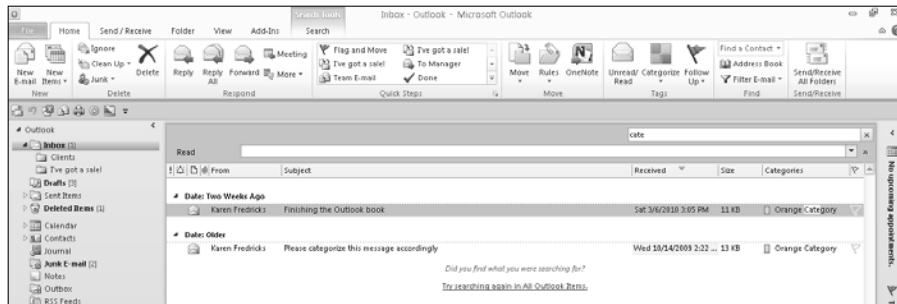 Search Tools
Inbox - Outlook - Microsoft Outlook
File Home Send / Receive Folder View Add-Ins Search
New E-mail
New Items
New
Ignore
Clean Up
Junk
Delete
Delete
Reply
Reply All
Forward
Meeting
More
Respond
Flag and Move
I've got a sale!
Team E-mail
I've got a sale!
To Manager
Done
Quick Steps
Move
Rules
OneNote
Move
Unread/ Read
Categorize
Follow Up
Tags
Find a Contact
Address Book
Filter E-mail
Find
Send/Receive All Folders
Send/Receive
Outlook
Inbox (1)
Clients
I've got a sale!
Drafts [3]
Sent Items
Deleted Items (1)
Calendar
Contacts
Journal
Junk E-mail [2]
Notes
Outbox
RSS Feeds
cate
Read
From Subject Received Size Categories
Date: Two Weeks Ago
Karen Fredricks Finishing the Outlook book Sat 3/6/2010 3:05 PM 11 KB Orange Category
Date: Older
Karen Fredricks Please categorize this message accordingly Wed 10/14/2009 2:22 ... 13 KB Orange Category
Did you find what you were searching for?
Try searching again in All Outlook Items.
No upcoming appointments.